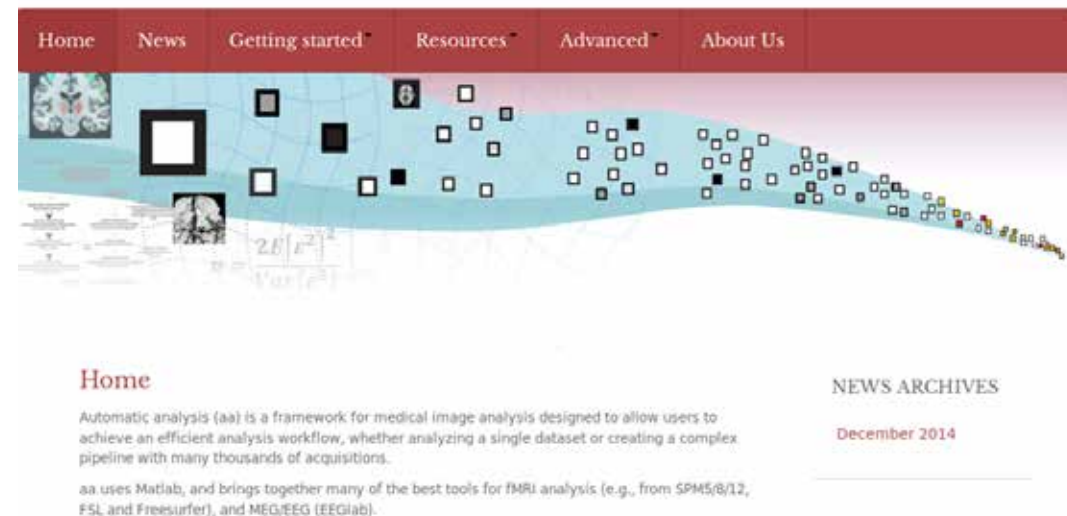 Home News Getting started Resources Advanced About Us
Home
Automatic analysis (aa) is a framework for medical image analysis designed to allow users to
achieve an efficient analysis workflow, whether analyzing a single dataset or creating a complex
pipeline with many thousands of acquisitions.
aa uses Matlab, and brings together many of the best tools for fMRI analysis (e.g., from SPM5/8/12,
FSL and Freesurfer), and MEG/EEG (EEGlab).
NEWS ARCHIVES
December 2014